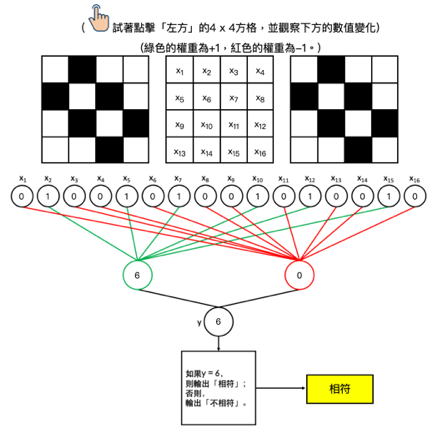 （ 試著點擊「左方」的4 x 4方格，並觀察下方的數值變化）
（綠色的權重為+1，紅色的權重為−1。）
x₁ x₂ x₃ x₄
x₅ x₆ x₇ x₈
x₉ x₁₀ x₁₁ x₁₂
x₁₃ x₁₄ x₁₅ x₁₆
x₁ x₂ x₃ x₄ x₅ x₆ x₇ x₈ x₉ x₁₀ x₁₁ x₁₂ x₁₃ x₁₄ x₁₅ x₁₆
0 1 0 0 1 0 1 0 0 1 0 1 0 0 1 0
6 0
y 6
如果y = 6，
則輸出「相符」；
否則，
輸出「不相符」。
相符